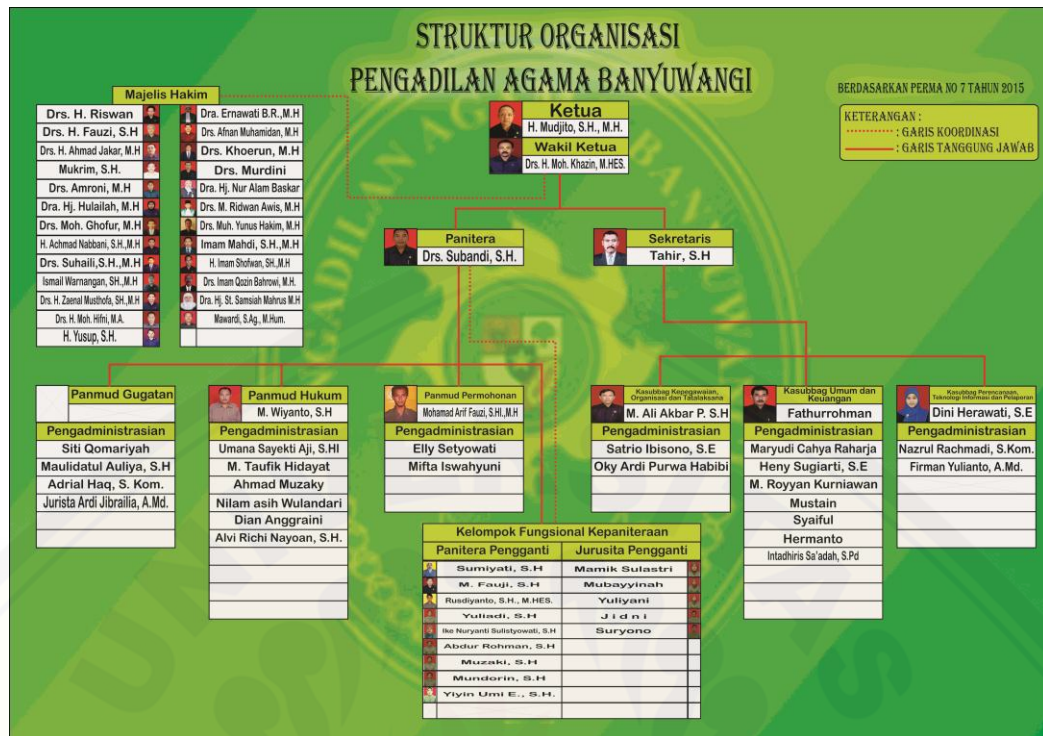 STRUKTUR ORGANISASI
PENGADILAN AGAMA BANYUWANGI
BERDASARKAN PERMA NO 7 TAHUN 2015
KETERANGAN :
: GARIS KOORDINASI
: GARIS TANGGUNG JAWAB
Majelis Hakim
Drs. H. Riswan
Drs. H. Fauzi, S.H
Drs. H. Ahmad Jakar, M.H
Mukrim, S.H.
Drs. Amroni, M.H
Dra. Hj. Hulailah, M.H
Drs. Moh. Ghofur, M.H
H. Achmad Nabbani, S.H.,M.H
Drs. Suhaili,S.H.,M.H
Ismail Warnangan, SH.,M.H
Drs. H. Zaenal Musthofa, SH.,M.H
Drs. H. Moh. Hifni, M.A.
H. Yusup, S.H.
Dra. Ernawati B.R.,M.H
Drs. Afnan Muhamidan, M.H
Drs. Khoerun, M.H
Drs. Murdini
Dra. Hj. Nur Alam Baskar
Drs. M. Ridwan Awis, M.H
Drs. Muh. Yunus Hakim, M.H
Imam Mahdi, S.H.,M.H
H. Imam Shofwan, SH.,M.H
Drs. Imam Qozin Bahrowi, M.H.
Dra. Hj. St. Samsiah Mahrus M.H
Mawardi, S.Ag., M.Hum.
Ketua
H. Mudjito, S.H., M.H.
Wakil Ketua
Drs. H. Moh. Khazin, M.HES.
Panitera
Drs. Subandi, S.H.
Sekretaris
Tahir, S.H
Panmud Gugatan
Pengadministrasian
Siti Qomariyah
Maulidatul Auliya, S.H
Adrial Haq, S. Kom.
Jurista Ardi Jibrailia, A.Md.
Panmud Hukum
M. Wiyanto, S.H
Pengadministrasian
Umana Sayekti Aji, S.HI
M. Taufik Hidayat
Ahmad Muzaky
Nilam asih Wulandari
Dian Anggraini
Alvi Richi Nayoan, S.H.
Panmud Permohonan
Mohamad Arif Fauzi, S.HI.,M.H
Pengadministrasian
Elly Setyowati
Mifta Iswahyuni
Kasubbag Kepegawaian,
Organisasi dan Tatalaksana
M. Ali Akbar P. S.H
Pengadministrasian
Satrio Ibisono, S.E
Oky Ardi Purwa Habibi
Kasubbag Umum dan
Keuangan
Fathurrohman
Pengadministrasian
Maryudi Cahya Raharja
Heny Sugiarti, S.E
M. Royyan Kurniawan
Mustain
Syaiful
Hermanto
Intadhiris Sa'adah, S.Pd
Kasubbag Perencanaan,
Teknologi Informasi dan Pelaporan
Dini Herawati, S.E
Pengadministrasian
Nazrul Rachmadi, S.Kom.
Firman Yulianto, A.Md.
Kelompok Fungsional Kepaniteraan
Panitera Pengganti
Sumiyati, S.H
M. Fauji, S.H
Rusdiyanto, S.H., M.HES.
Yuliadi, S.H
Ike Nuryanti Sulistyowati, S.H
Abdur Rohman, S.H
Muzaki, S.H
Mundorin, S.H
Yiyin Umi E., S.H.
Jurusita Pengganti
Mamik Sulastri
Mubayyinah
Yuliyani
Jidni
Suryono